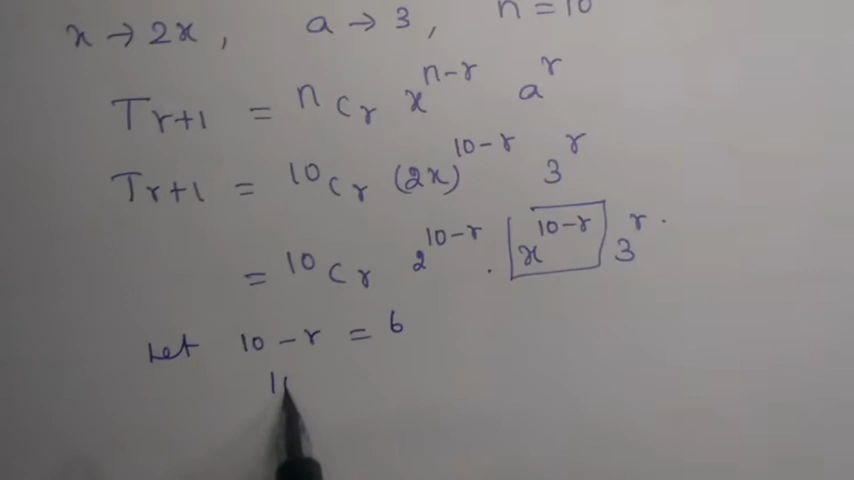 x → 2x , a → 3 , n = 10
Tr+1 = ⁿCr x^(n-r) a^r
Tr+1 = ¹⁰Cr (2x)^(10-r) 3^r
= ¹⁰Cr 2^(10-r) . x^(10-r) 3^r .
Let 10 - r = 6